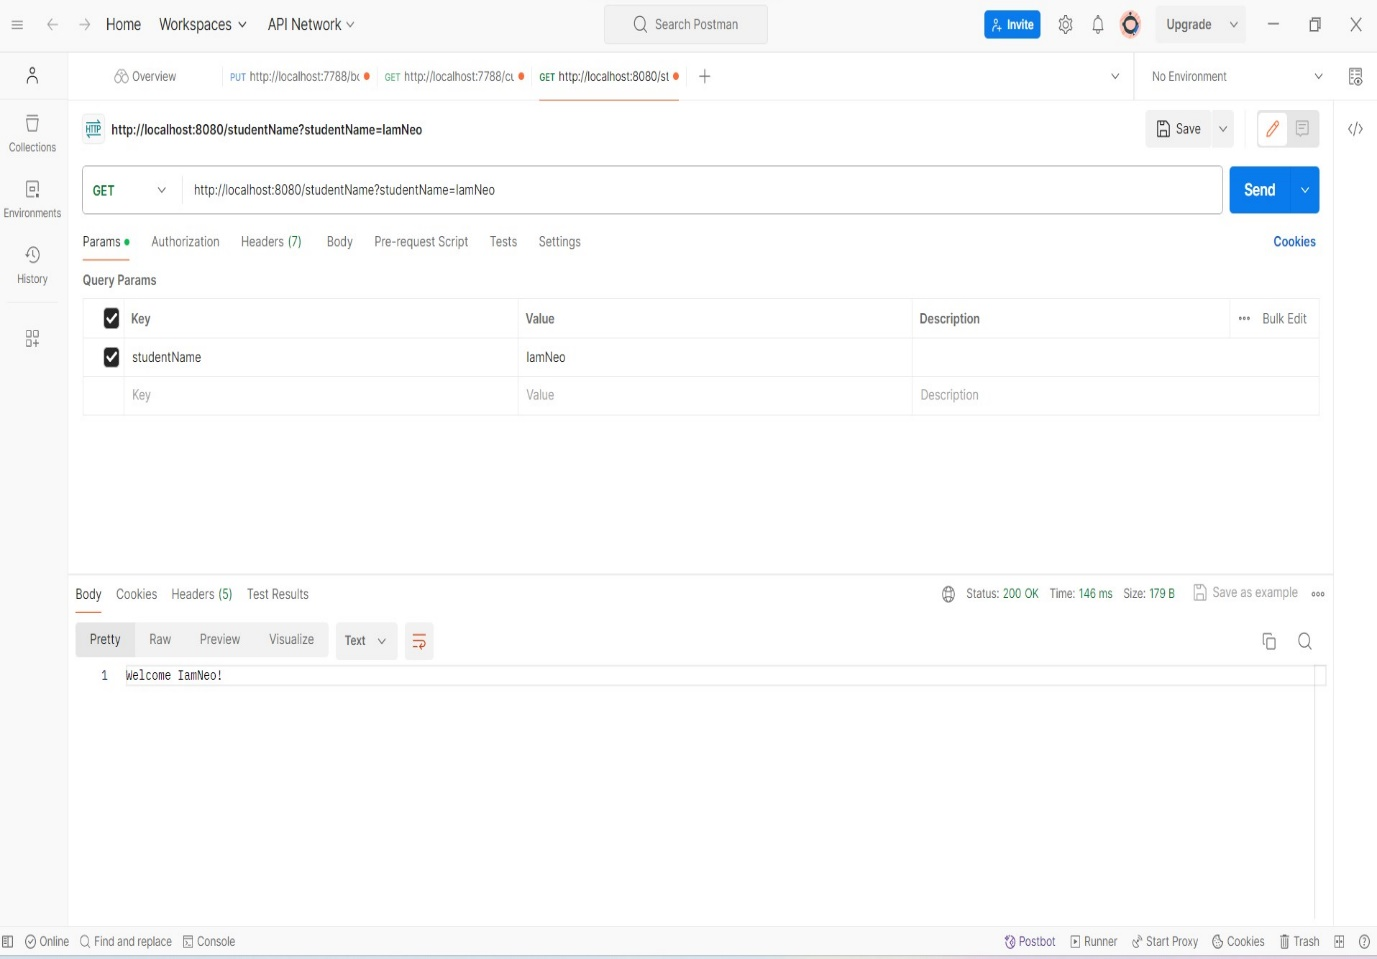 Home Workspaces API Network Search Postman Invite Upgrade
Overview PUT http://localhost:7788/bc GET http://localhost:7788/cu GET http://localhost:8080/st No Environment
HTTP http://localhost:8080/studentName?studentName=IamNeo Save
Collections
GET http://localhost:8080/studentName?studentName=IamNeo Send
Environments
Params Authorization Headers (7) Body Pre-request Script Tests Settings Cookies
History
Query Params
Key Value Description Bulk Edit
studentName IamNeo
Key Value Description
Body Cookies Headers (5) Test Results Status: 200 OK Time: 146 ms Size: 179 B Save as example
Pretty Raw Preview Visualize Text
1 Welcome IamNeo!
Online Find and replace Console Postbot Runner Start Proxy Cookies Trash